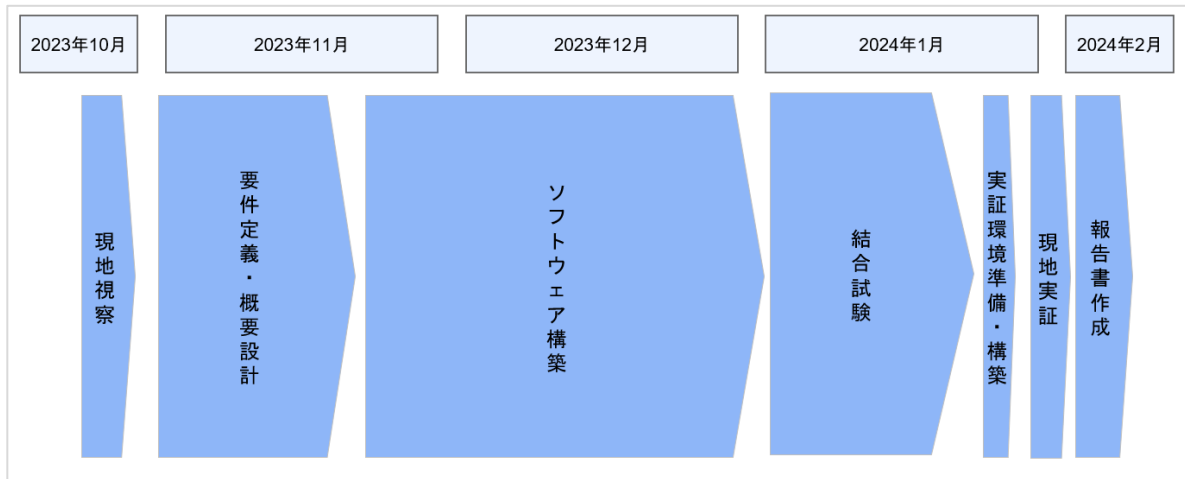 2023年10月
2023年11月
2023年12月
2024年1月
2024年2月
現地視察
要件定義・概要設計
ソフトウェア構築
結合試験
実証環境準備・構築
現地実証
報告書作成